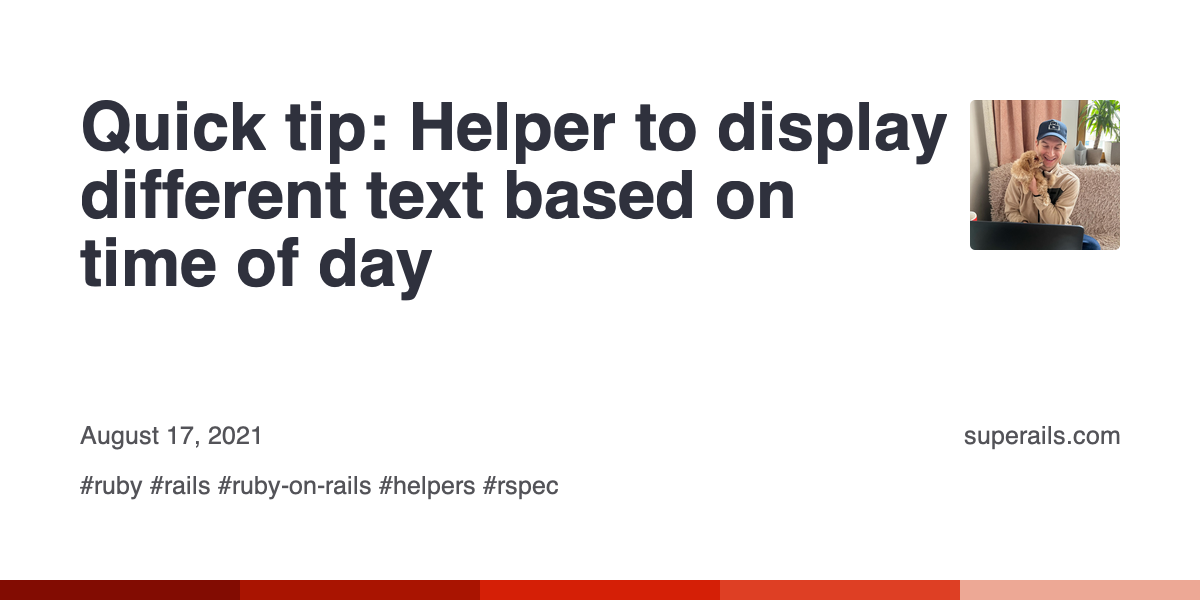 Quick tip: Helper to display
different text based on
time of day
August 17, 2021
superails.com
#ruby #rails #ruby-on-rails #helpers #rspec